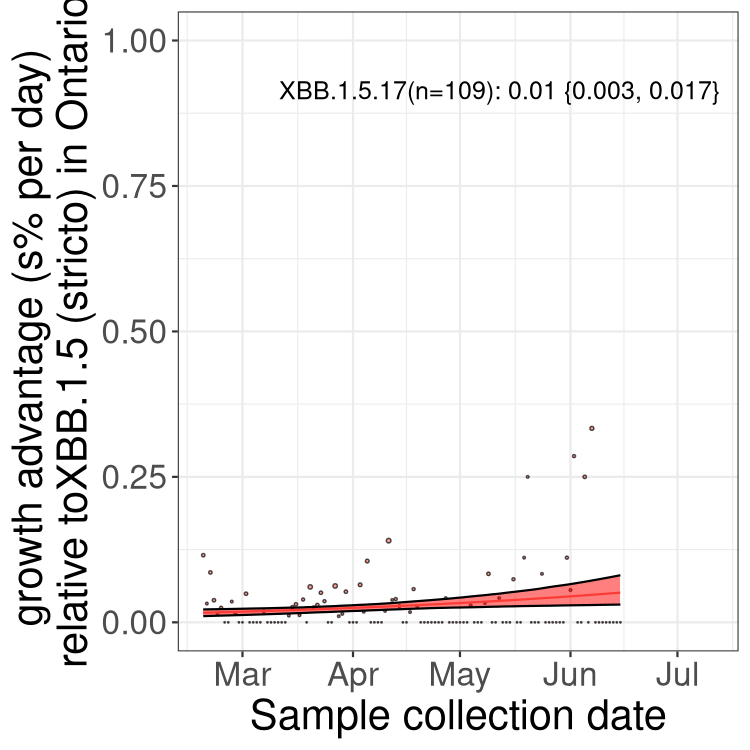 growth advantage (s% per day)
relative toXBB.1.5 (stricto) in Ontario
1.00
0.75
0.50
0.25
0.00
XBB.1.5.17(n=109): 0.01 {0.003, 0.017}
Mar Apr May Jun Jul
Sample collection date